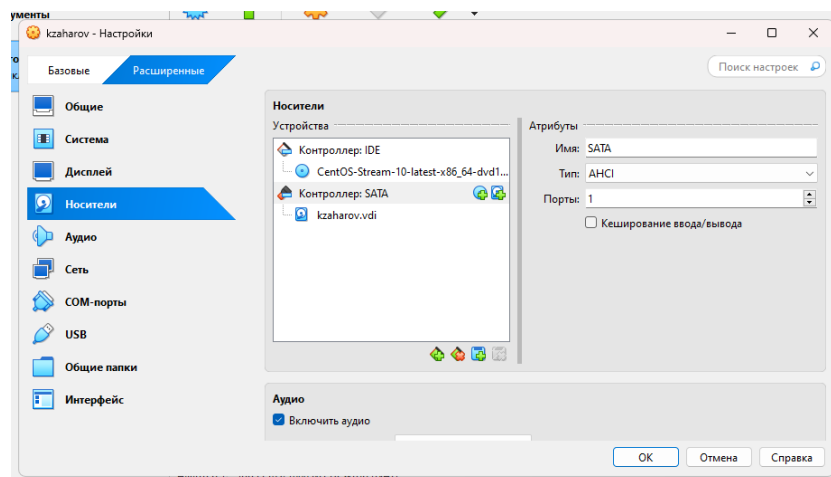 ументы
kzaharov - Настройки
Базовые
Расширенные
Поиск настроек
Общие
Система
Дисплей
Носители
Аудио
Сеть
COM-порты
USB
Общие папки
Интерфейс
Носители
Устройства
Контроллер: IDE
CentOS-Stream-10-latest-x86_64-dvd1...
Контроллер: SATA
kzaharov.vdi
Атрибуты
Имя: SATA
Тип: AHCI
Порты: 1
Кеширование ввода/вывода
Аудио
Включить аудио
OK
Отмена
Справка